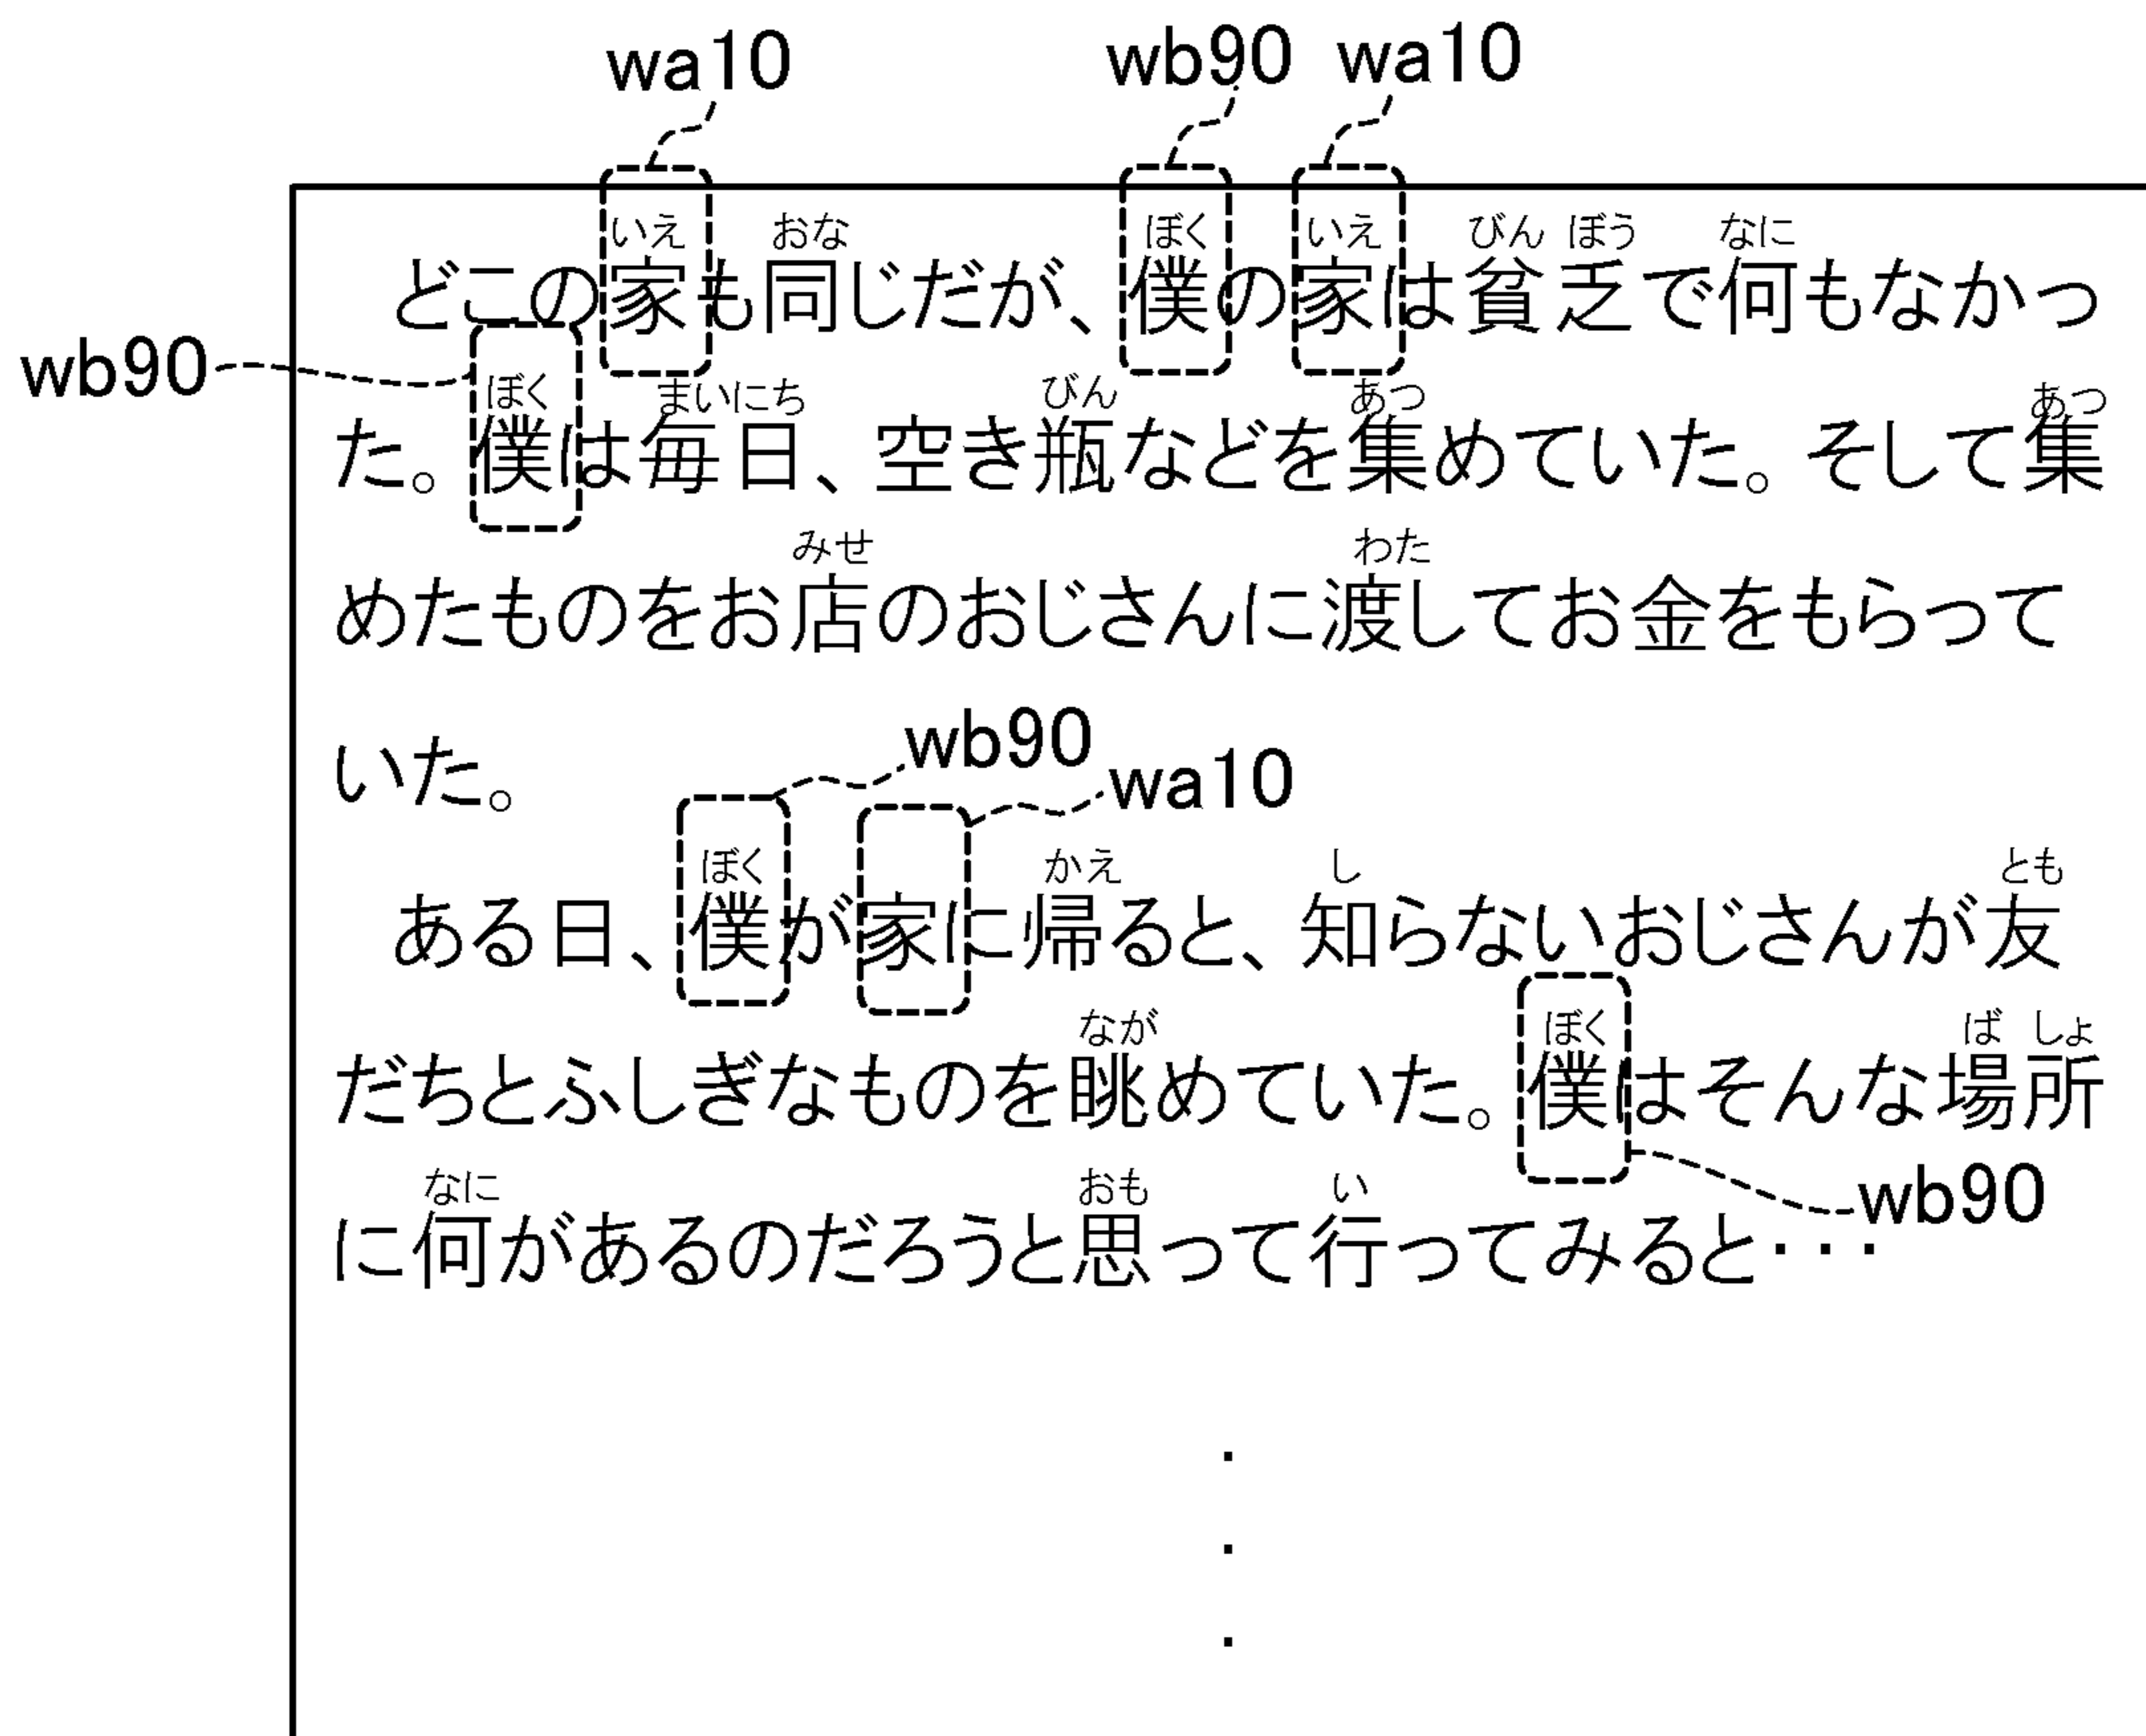 wa10 wb90 wa10
いえ おな ぼく いえ びん ぼう なに
どこの家も同じだが、僕の家は貧乏で何もなかっ
wb90
ぼく まいにち びん あつ あつ
た。僕は毎日、空き瓶などを集めていた。そして集
みせ わた
めたものをお店のおじさんに渡してお金をもらって
いた。
wb90 wa10
ぼく かえ し とも
ある日、僕が家に帰ると、知らないおじさんが友
なが ぼく ば しょ
だちとふしぎなものを眺めていた。僕はそんな場所
wb90
なに おも い
に何があるのだろうと思って行ってみると・・・